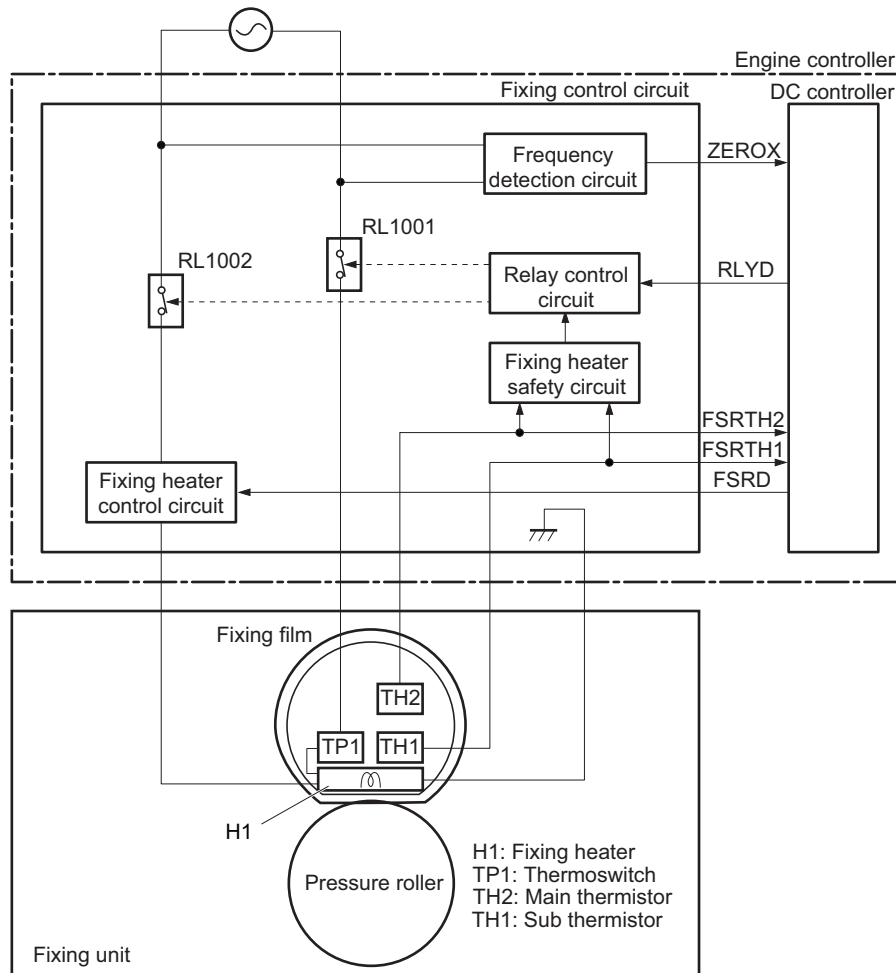 Engine controller
Fixing control circuit
DC controller
Frequency
detection circuit
ZEROX
RL1001
RL1002
Relay control
circuit
RLYD
Fixing heater
safety circuit
FSRTH2
FSRTH1
Fixing heater
control circuit
FSRD
Fixing film
TH2
TP1
TH1
H1
Pressure roller
H1: Fixing heater
TP1: Thermoswitch
TH2: Main thermistor
TH1: Sub thermistor
Fixing unit